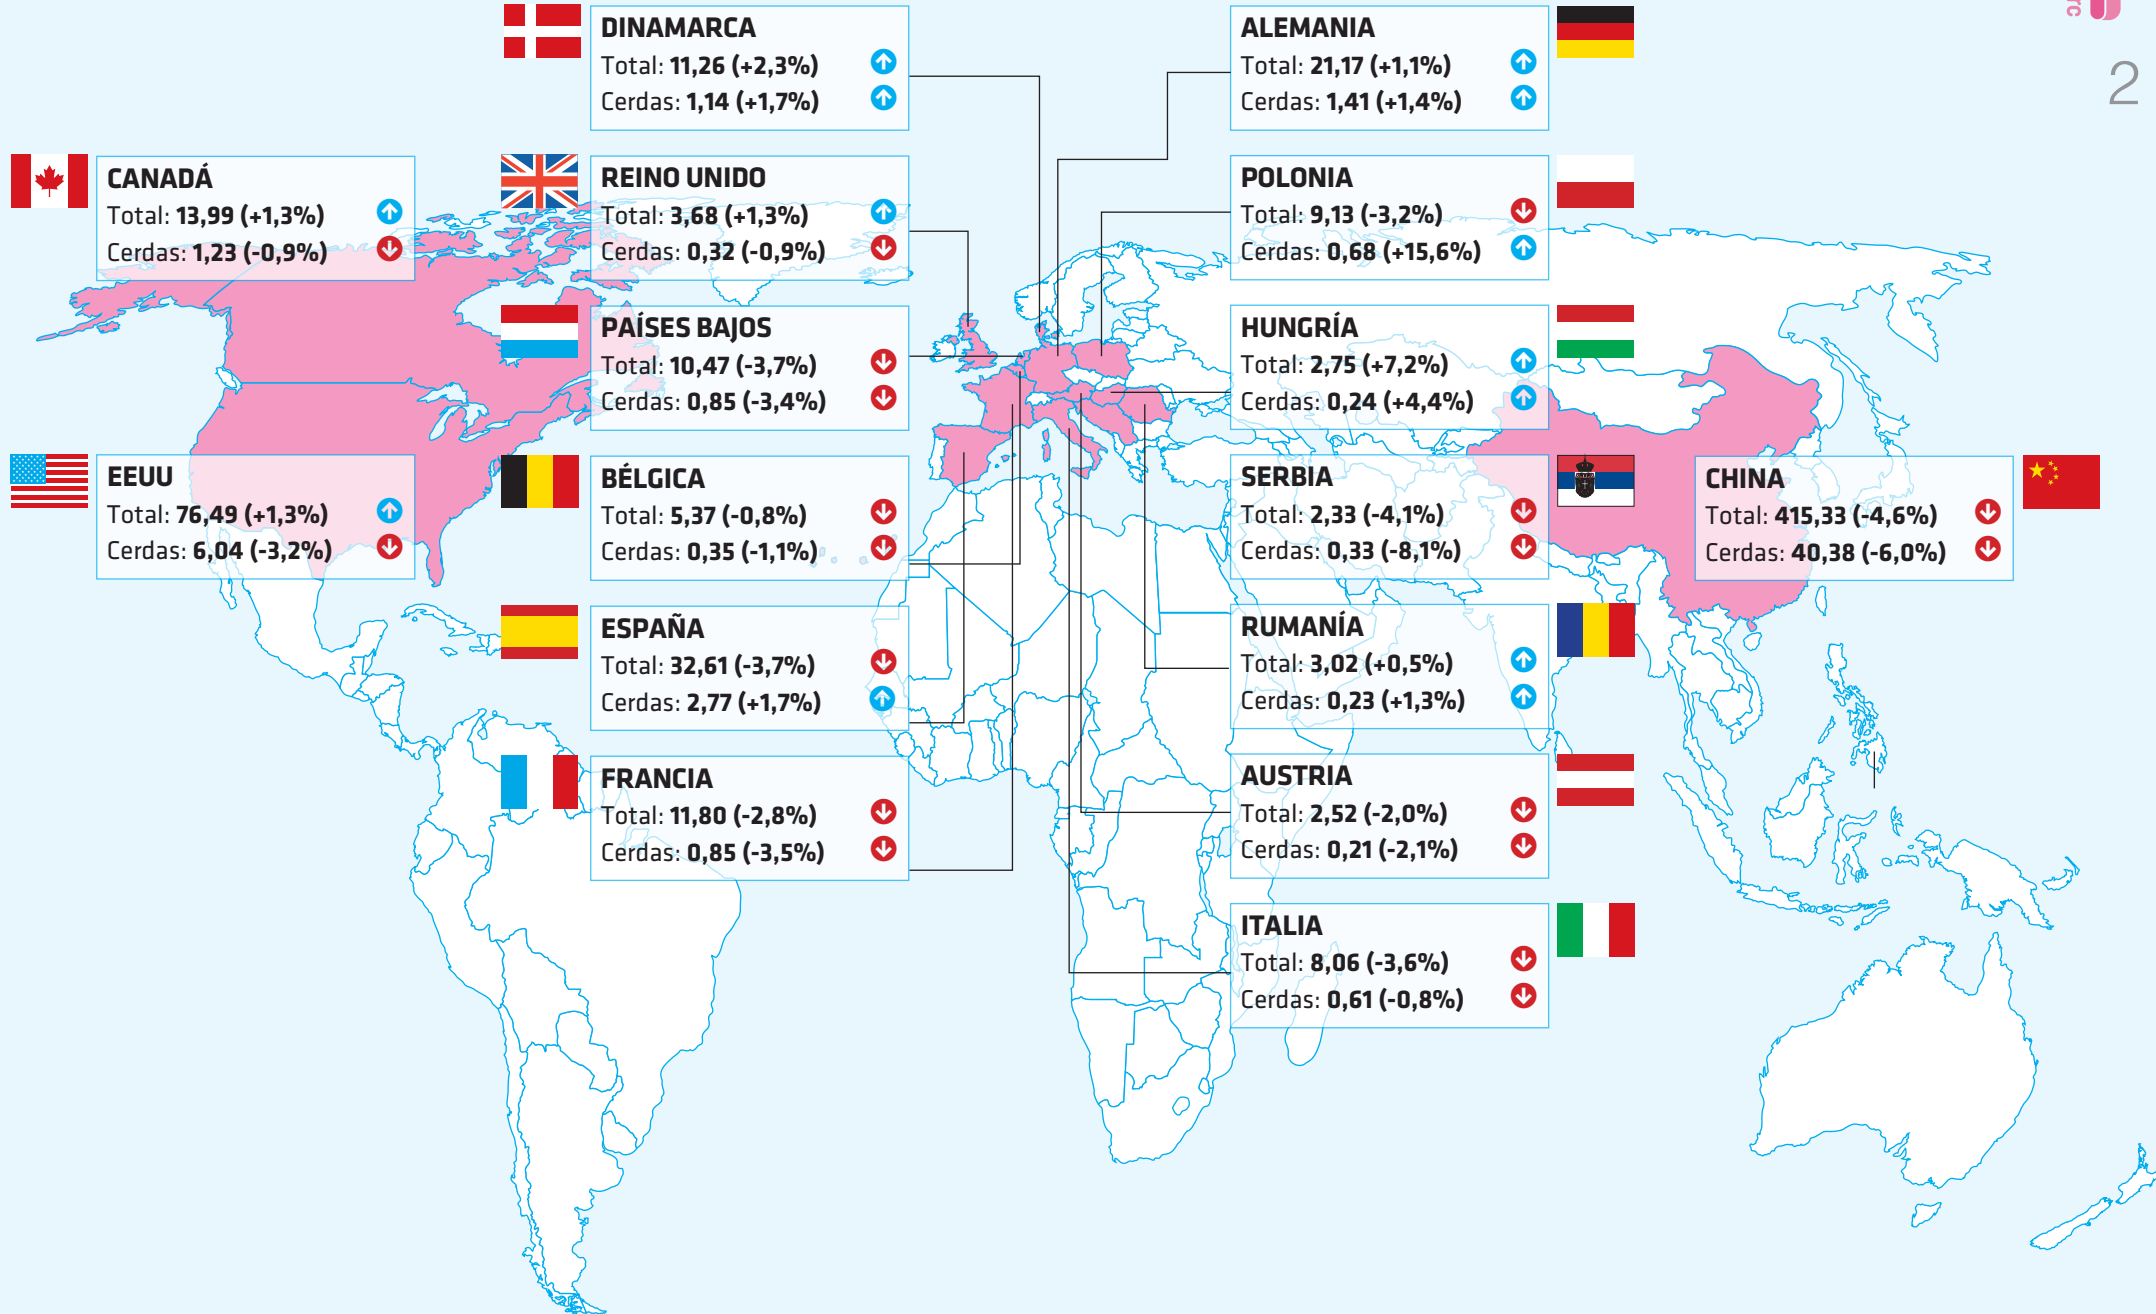 rc
2
DINAMARCA
Total: 11,26 (+2,3%)
Cerdas: 1,14 (+1,7%)
ALEMANIA
Total: 21,17 (+1,1%)
Cerdas: 1,41 (+1,4%)
CANADÁ
Total: 13,99 (+1,3%)
Cerdas: 1,23 (-0,9%)
REINO UNIDO
Total: 3,68 (+1,3%)
Cerdas: 0,32 (-0,9%)
POLONIA
Total: 9,13 (-3,2%)
Cerdas: 0,68 (+15,6%)
PAÍSES BAJOS
Total: 10,47 (-3,7%)
Cerdas: 0,85 (-3,4%)
HUNGRÍA
Total: 2,75 (+7,2%)
Cerdas: 0,24 (+4,4%)
EEUU
Total: 76,49 (+1,3%)
Cerdas: 6,04 (-3,2%)
BÉLGICA
Total: 5,37 (-0,8%)
Cerdas: 0,35 (-1,1%)
SERBIA
Total: 2,33 (-4,1%)
Cerdas: 0,33 (-8,1%)
CHINA
Total: 415,33 (-4,6%)
Cerdas: 40,38 (-6,0%)
ESPAÑA
Total: 32,61 (-3,7%)
Cerdas: 2,77 (+1,7%)
RUMANÍA
Total: 3,02 (+0,5%)
Cerdas: 0,23 (+1,3%)
FRANCIA
Total: 11,80 (-2,8%)
Cerdas: 0,85 (-3,5%)
AUSTRIA
Total: 2,52 (-2,0%)
Cerdas: 0,21 (-2,1%)
ITALIA
Total: 8,06 (-3,6%)
Cerdas: 0,61 (-0,8%)